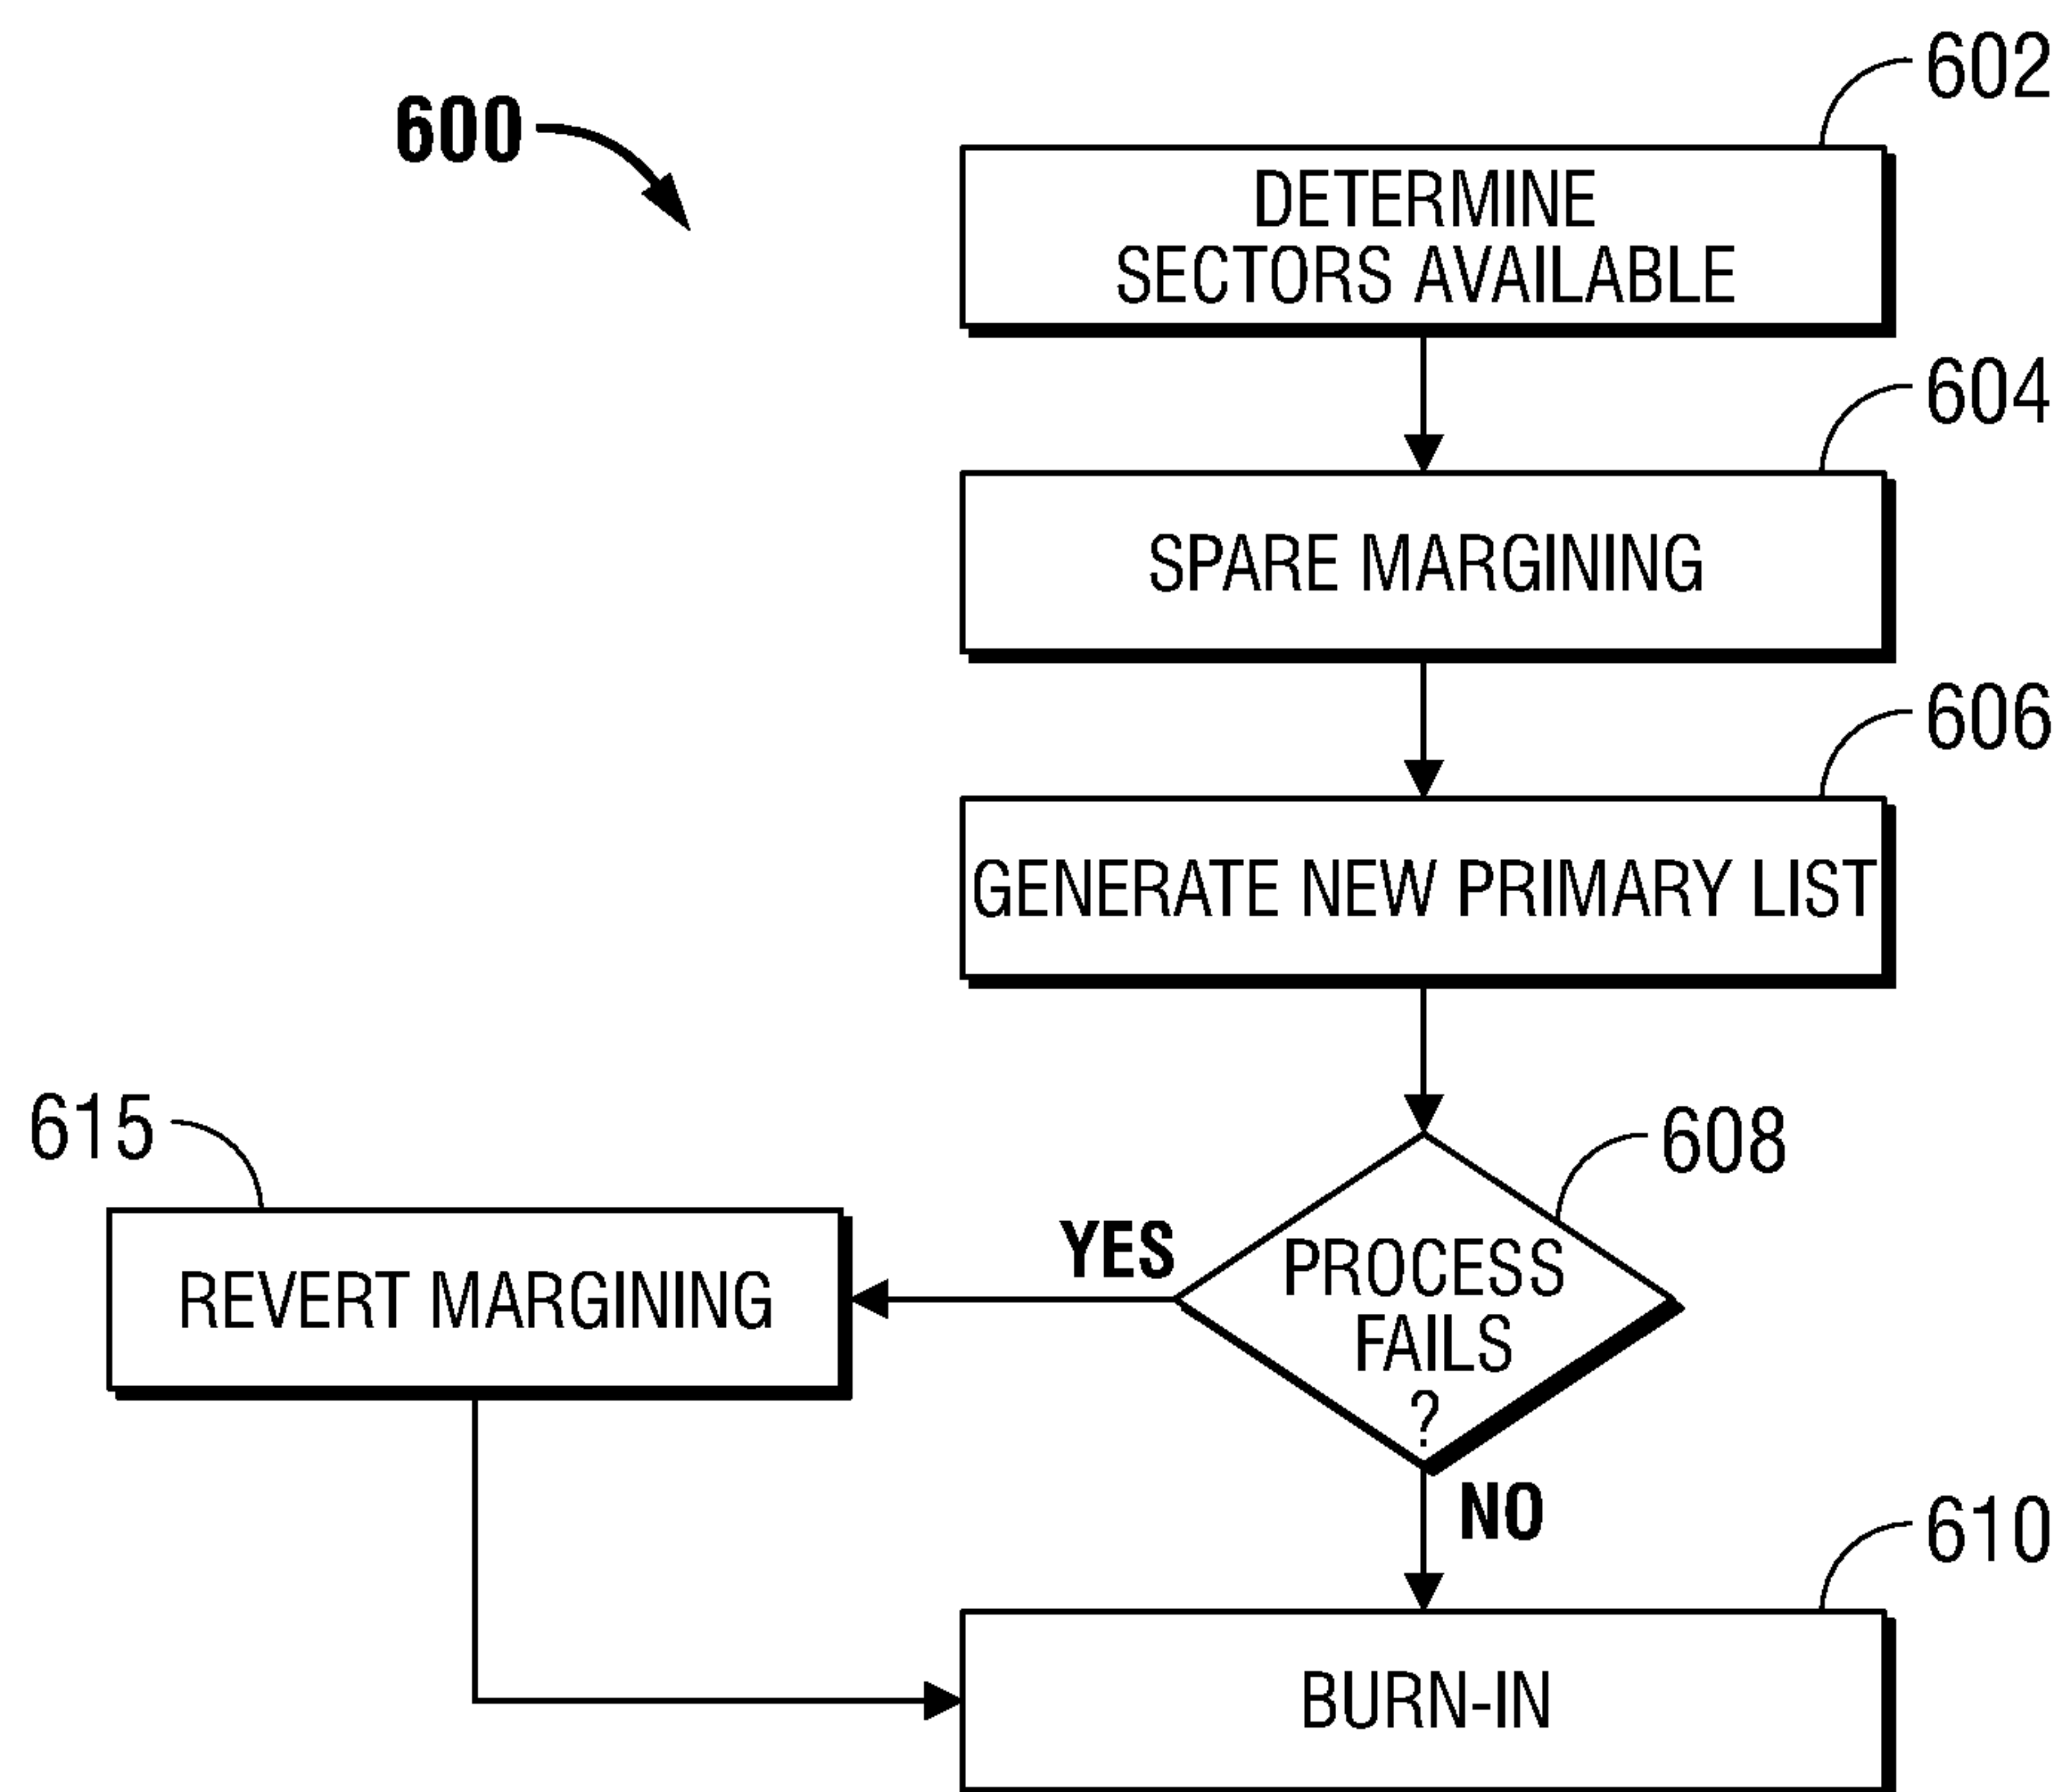 600
602
DETERMINE
SECTORS AVAILABLE
604
SPARE MARGINING
606
GENERATE NEW PRIMARY LIST
608
PROCESS
FAILS
?
YES
615
REVERT MARGINING
NO
610
BURN-IN